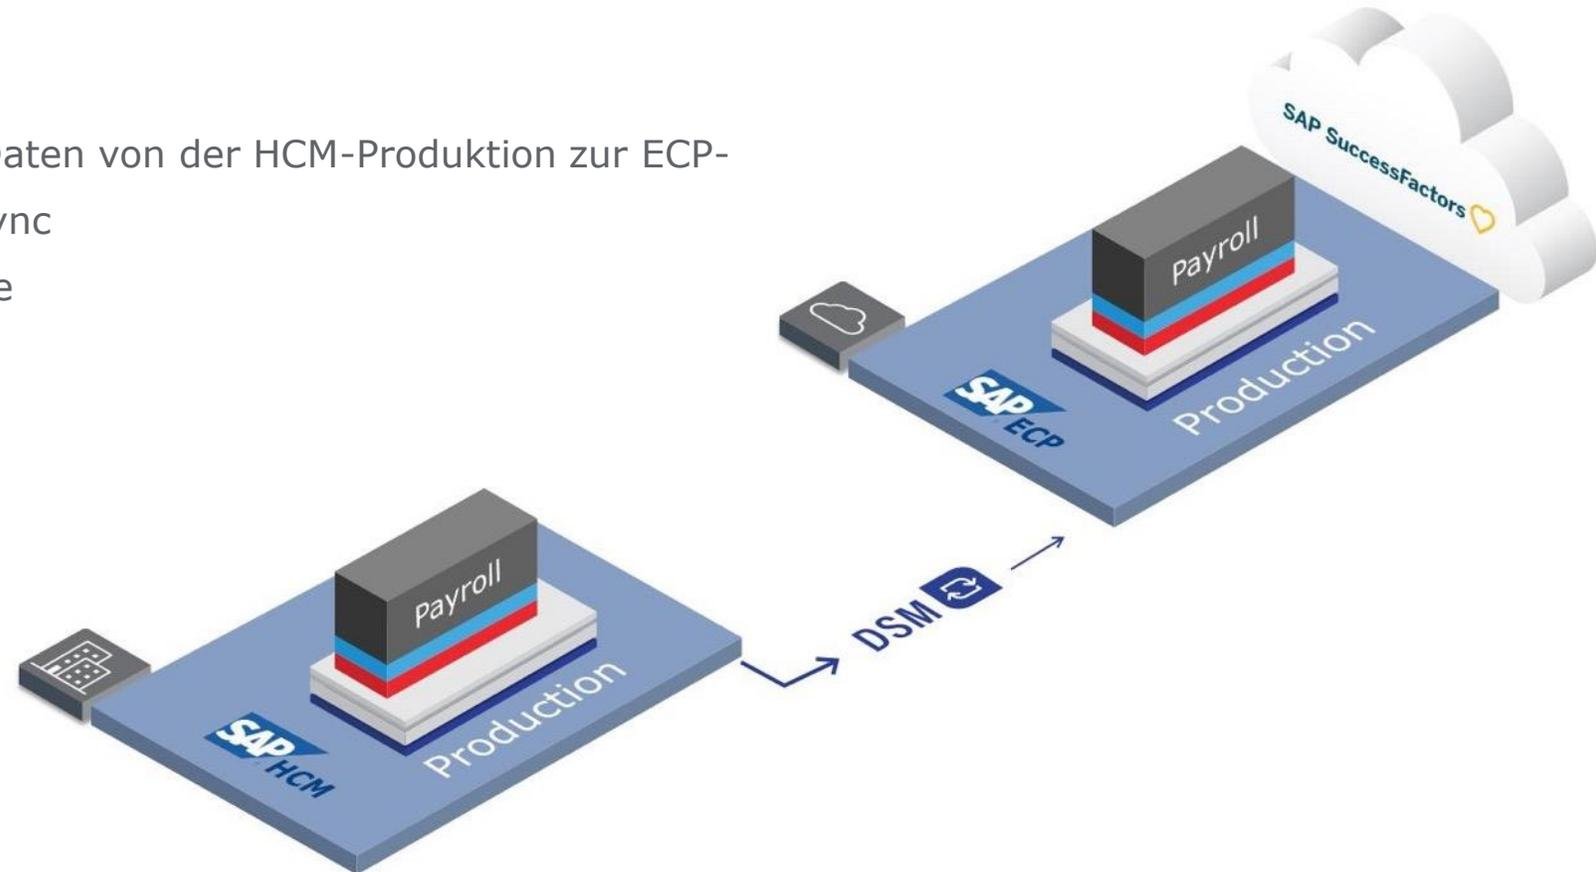 aten von der HCM-Produktion zur ECP-
ync
e
SAP SuccessFactors
Payroll
Production
SAP
ECP
DSM
Payroll
Production
SAP
HCM